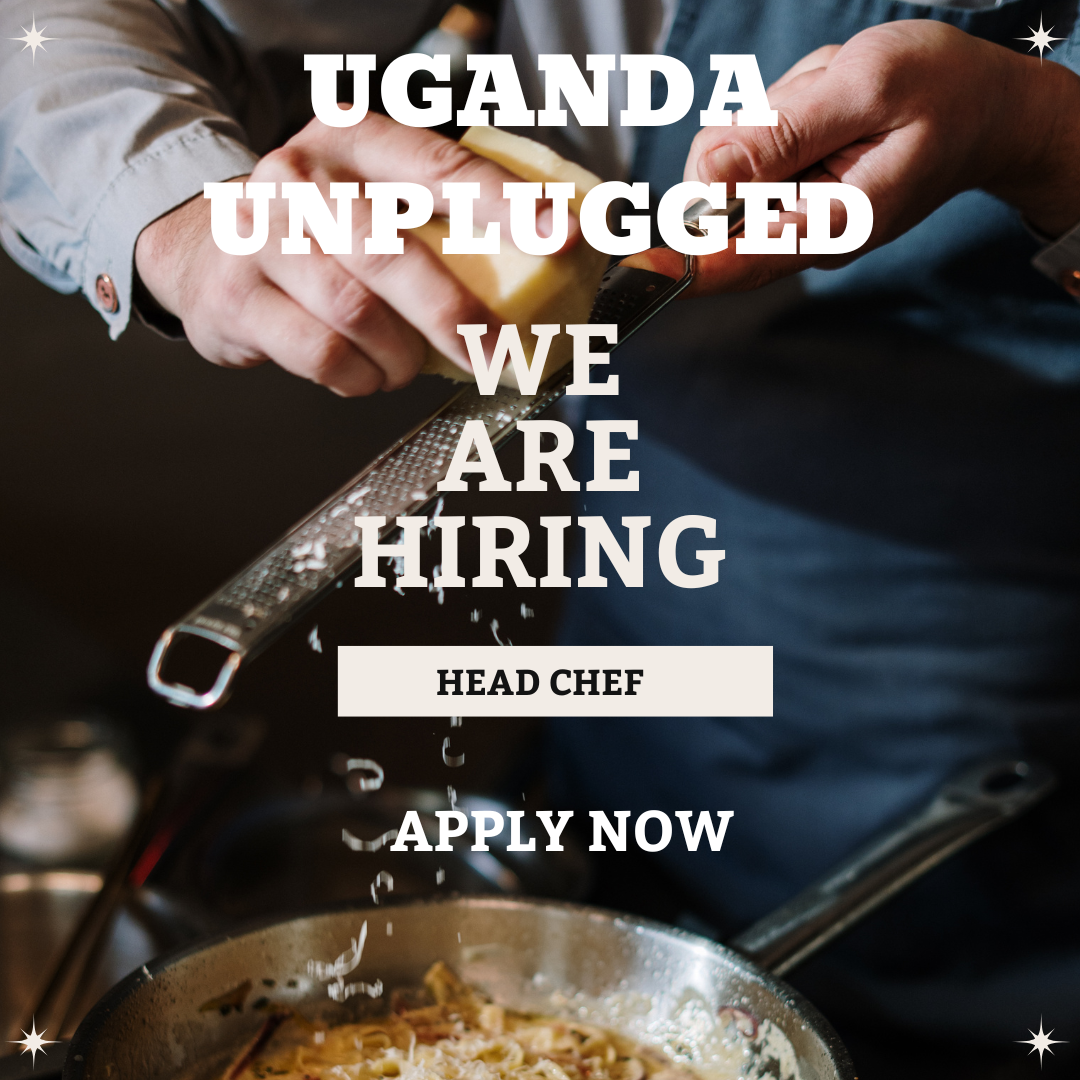 UGANDA
UNPLUGGED
WE
ARE
HIRING
HEAD CHEF
APPLY NOW